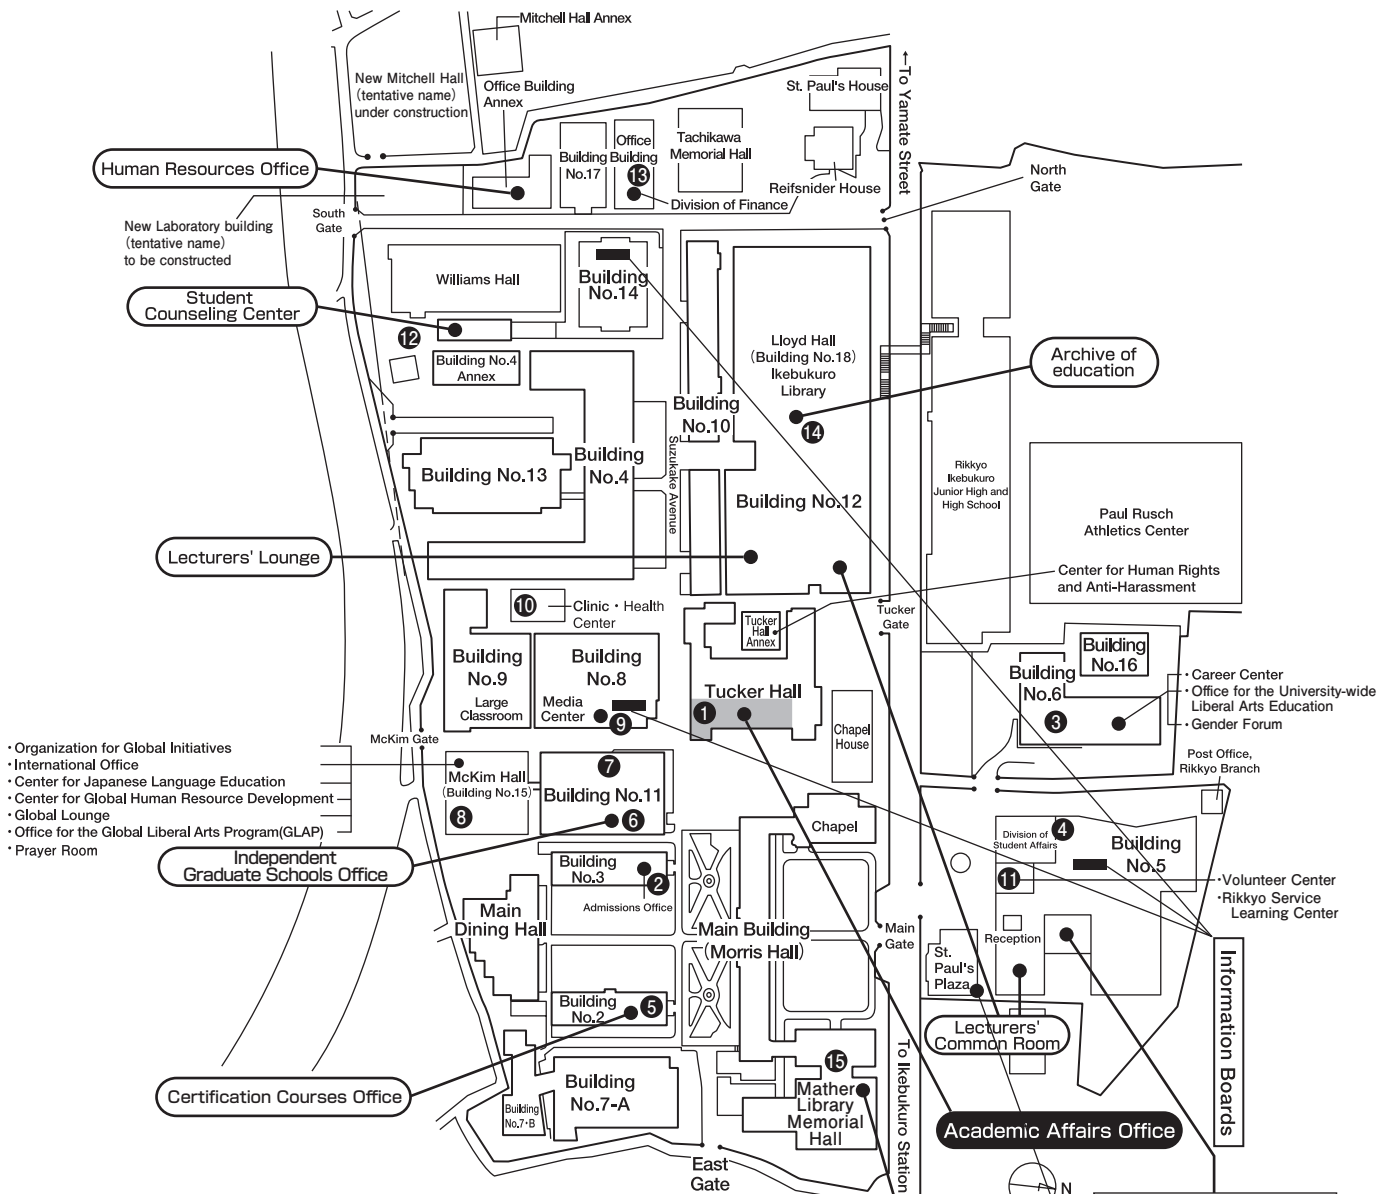 Mitchell Hall Annex
New Mitchell Hall
(tentative name)
under construction
Office Building
Annex
St. Paul's House
←To Yamate Street
Human Resources Office
Building
No.17
Office
Building
13
Division of Finance
Tachikawa
Memorial Hall
Reifsnider House
North
Gate
South
Gate
New Laboratory building
(tentative name)
to be constructed
Williams Hall
Building
No.14
Student
Counseling Center
12
Building No.4
Annex
Lloyd Hall
(Building No.18)
Ikebukuro
Library
14
Archive of
education
Building
No.10
Building No.13
Building
No.4
Suzukake Avenue
Building No.12
Rikkyo
Ikebukuro
Junior High and
High School
Paul Rusch
Athletics Center
Lecturers' Lounge
Center for Human Rights
and Anti-Harassment
10
Clinic・Health
Center
Tucker
Hall
Annex
Tucker
Gate
Building
No.9
Large
Classroom
Building
No.8
Media
Center
9
Tucker Hall
1
Chapel
House
Building
No.16
Building
No.6
3
・Career Center
・Office for the University-wide
Liberal Arts Education
・Gender Forum
McKim Gate
・Organization for Global Initiatives
・International Office
・Center for Japanese Language Education
・Center for Global Human Resource Development
・Global Lounge
・Office for the Global Liberal Arts Program(GLAP)
・Prayer Room
McKim Hall
(Building No.15)
8
7
Building No.11
6
Post Office,
Rikkyo Branch
Chapel
Division of
Student Affairs
4
Building
No.5
Independent
Graduate Schools Office
Building
No.3
2
Admissions Office
11
・Volunteer Center
・Rikkyo Service
Learning Center
Main
Dining Hall
Main Building
(Morris Hall)
Main
Gate
Reception
St.
Paul's
Plaza
Information Boards
Building
No.2
5
Lecturers'
Common Room
To Ikebukuro Station
Certification Courses Office
Building
No.7-A
Building
No.7・B
15
Mather
Library
Memorial
Hall
Academic Affairs Office
East
Gate
N